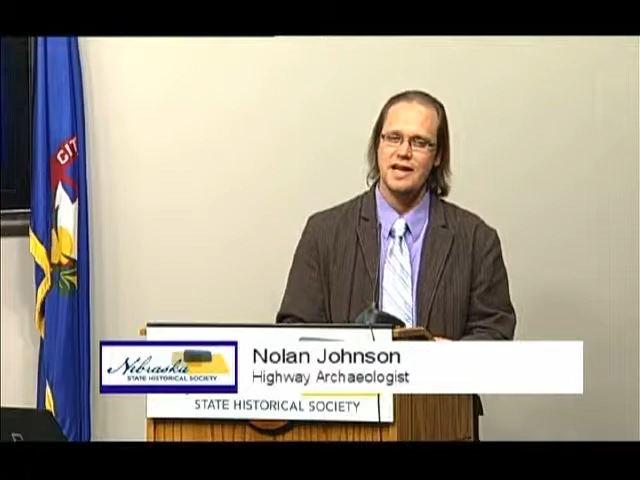 CIT
Nebraska
STATE HISTORICAL SOCIETY
Nolan Johnson
Highway Archaeologist
STATE HISTORICAL SOCIETY